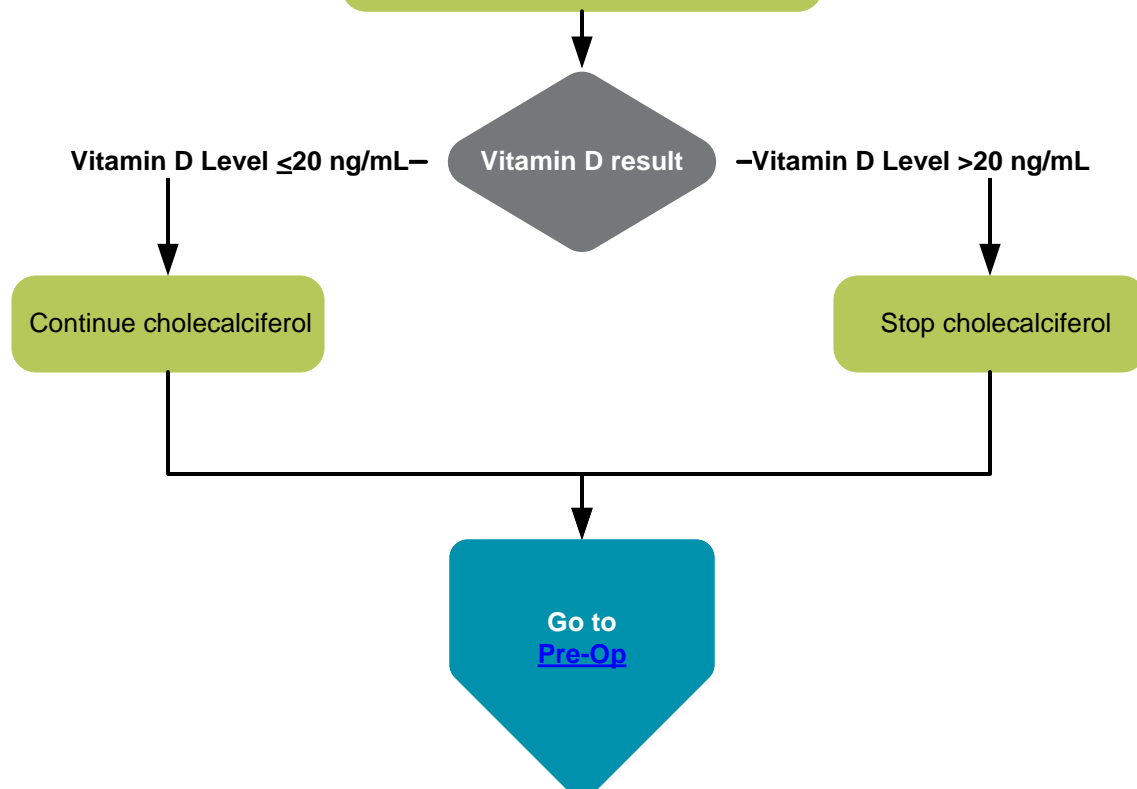 Vitamin D Level ≤20 ng/mL
Vitamin D result
Vitamin D Level >20 ng/mL
Continue cholecalciferol
Stop cholecalciferol
Go to
Pre-Op